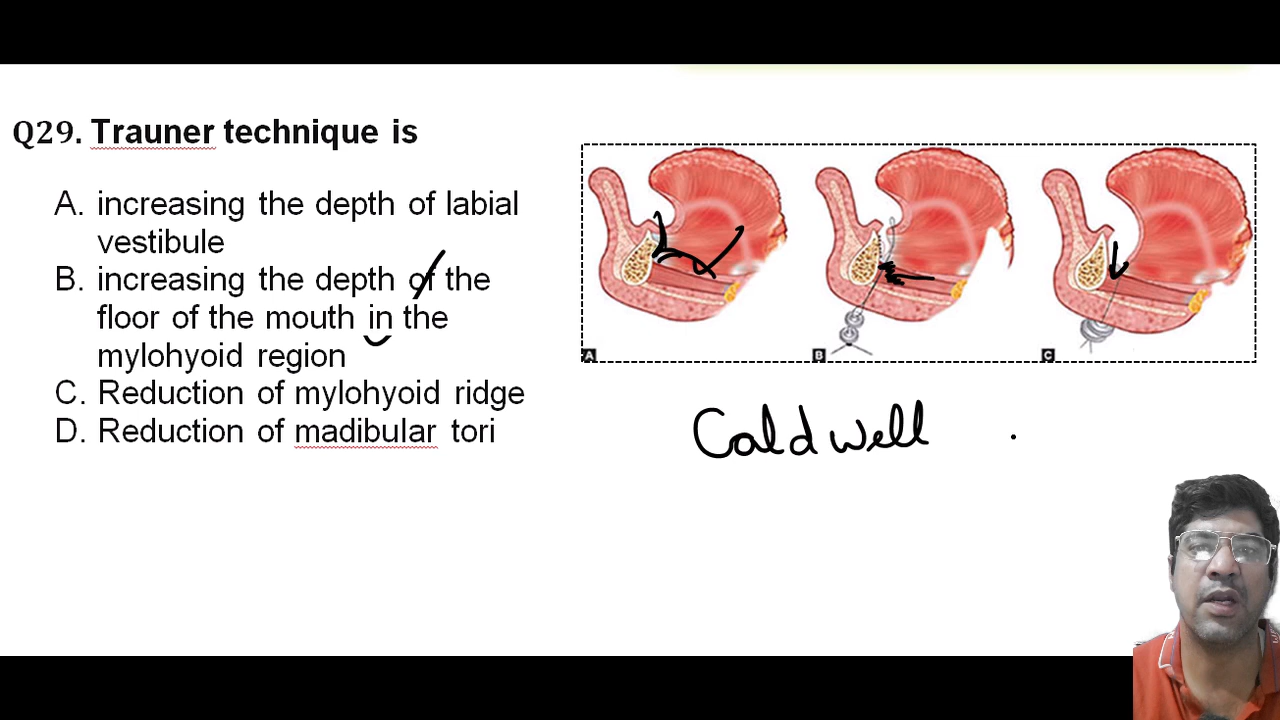 Q29. Trauner technique is
A. increasing the depth of labial
vestibule
B. increasing the depth of the
floor of the mouth in the
mylohyoid region
C. Reduction of mylohyoid ridge
D. Reduction of madibular tori
A
B
C
Caldwell